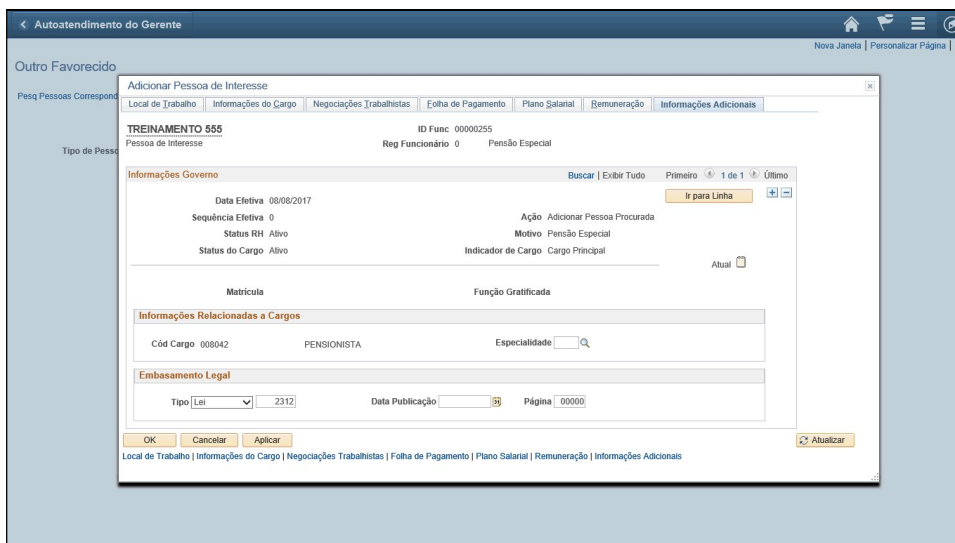 Autoatendimento do Gerente
Nova Janela | Personalizar Página |
Outro Favorecido
Pesq Pessoas Correspond
Tipo de Pesso
Adicionar Pessoa de Interesse
Local de Trabalho Informações do Cargo Negociações Trabalhistas Folha de Pagamento Plano Salarial Remuneração Informações Adicionais
TREINAMENTO 555 ID Func 00000255
Pessoa de Interesse Reg Funcionário 0 Pensão Especial
Informações Governo Buscar | Exibir Tudo Primeiro 1 de 1 Último
Data Efetiva 08/08/2017 Ir para Linha
Sequência Efetiva 0 Ação Adicionar Pessoa Procurada
Status RH Ativo Motivo Pensão Especial
Status do Cargo Ativo Indicador de Cargo Cargo Principal
Atual
Matrícula Função Gratificada
Informações Relacionadas a Cargos
Cód Cargo 008042 PENSIONISTA Especialidade
Embasamento Legal
Tipo Lei 2312 Data Publicação Página 00000
OK Cancelar Aplicar Atualizar
Local de Trabalho | Informações do Cargo | Negociações Trabalhistas | Folha de Pagamento | Plano Salarial | Remuneração | Informações Adicionais